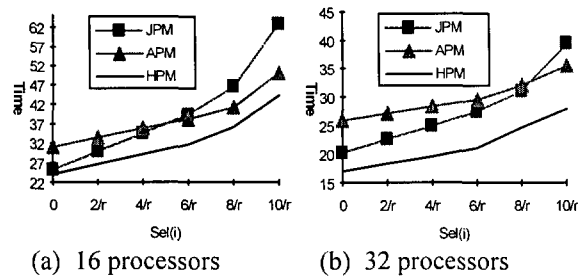 62
57
52
47
42
37
32
27
22
Time
JPM
APM
HPM
0 2/r 4/r 6/r 8/r 10/r
Sel(i)
(a) 16 processors
45
40
35
30
25
20
15
Time
JPM
APM
HPM
0 2/r 4/r 6/r 8/r 10/r
Sel(i)
(b) 32 processors